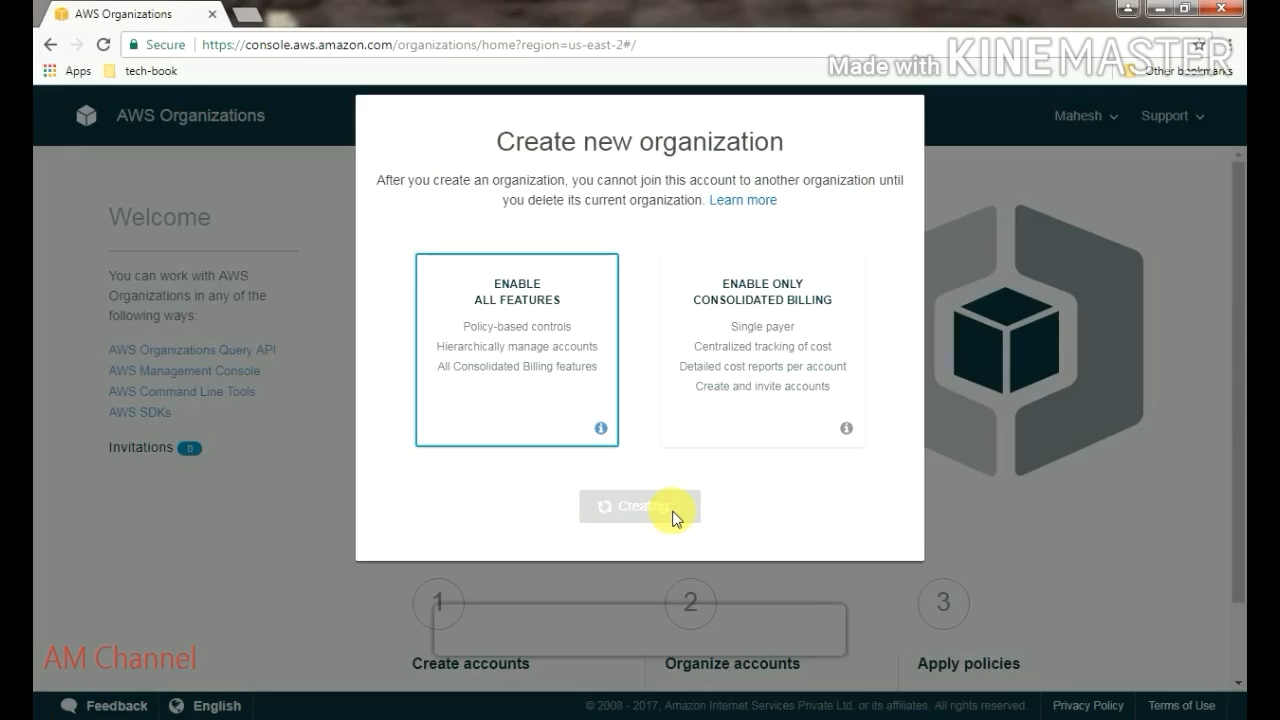 AWS Organizations
Secure
https://console.aws.amazon.com/organizations/home?region=us-east-2#/
Apps
tech-book
Other bookmarks
Made with KINEMASTER
AWS Organizations
Mahesh
Support
Create new organization
After you create an organization, you cannot join this account to another organization until
you delete its current organization. Learn more
Welcome
You can work with AWS
Organizations in any of the
following ways:
AWS Organizations Query API
AWS Management Console
AWS Command Line Tools
AWS SDKs
Invitations 0
ENABLE
ALL FEATURES
Policy-based controls
Hierarchically manage accounts
All Consolidated Billing features
ENABLE ONLY
CONSOLIDATED BILLING
Single payer
Centralized tracking of cost
Detailed cost reports per account
Create and invite accounts
Creating
1
2
3
Create accounts
Organize accounts
Apply policies
AM Channel
Feedback
English
© 2008 - 2017, Amazon Internet Services Private Ltd. or its affiliates. All rights reserved.
Privacy Policy
Terms of Use